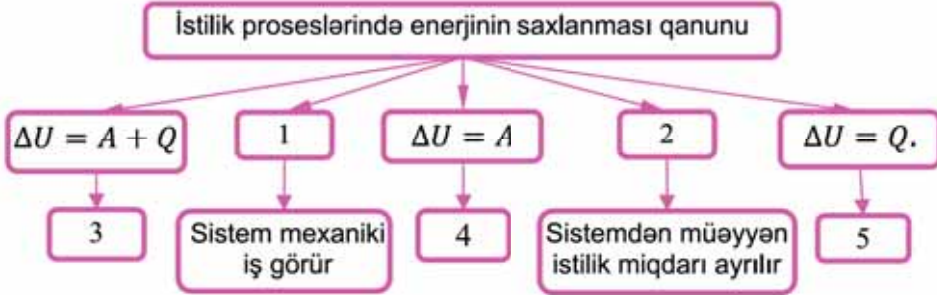 İstilik proseslərində enerjinin saxlanması qanunu
ΔU = A + Q
1
ΔU = A
2
ΔU = Q.
3
Sistem mexaniki
iş görür
4
Sistemdən müəyyən
istilik miqdarı ayrılır
5